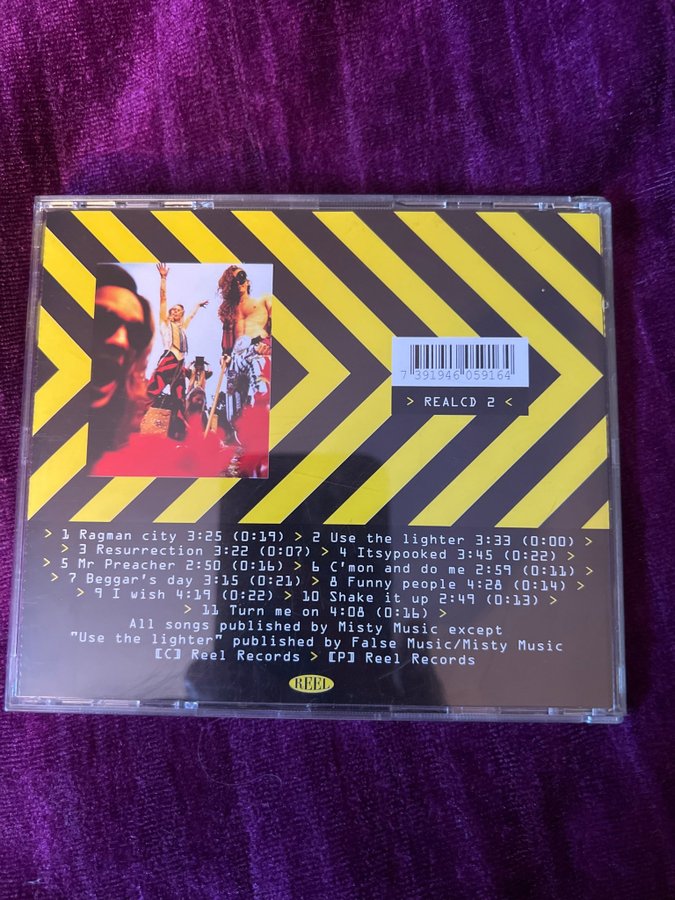 7 391946 059164
> REALCD 2 <
> 1 Ragman city 3:25 (0:19) > 2 Use the lighter 3:33 (0:00) >
> 3 Resurrection 3:22 (0:07) > 4 Itsypooked 3:45 (0:22) >
> 5 Mr Preacher 2:50 (0:16) > 6 C'mon and do me 2:59 (0:11) >
> 7 Beggar's day 3:15 (0:21) > 8 Funny people 4:28 (0:14) >
> 9 I wish 4:19 (0:22) > 10 Shake it up 2:49 (0:13) >
> 11 Turn me on 4:08 (0:16) >
All songs published by Misty Music except
"Use the lighter" published by False Music/Misty Music
[C] Reel Records > [P] Reel Records
REEL